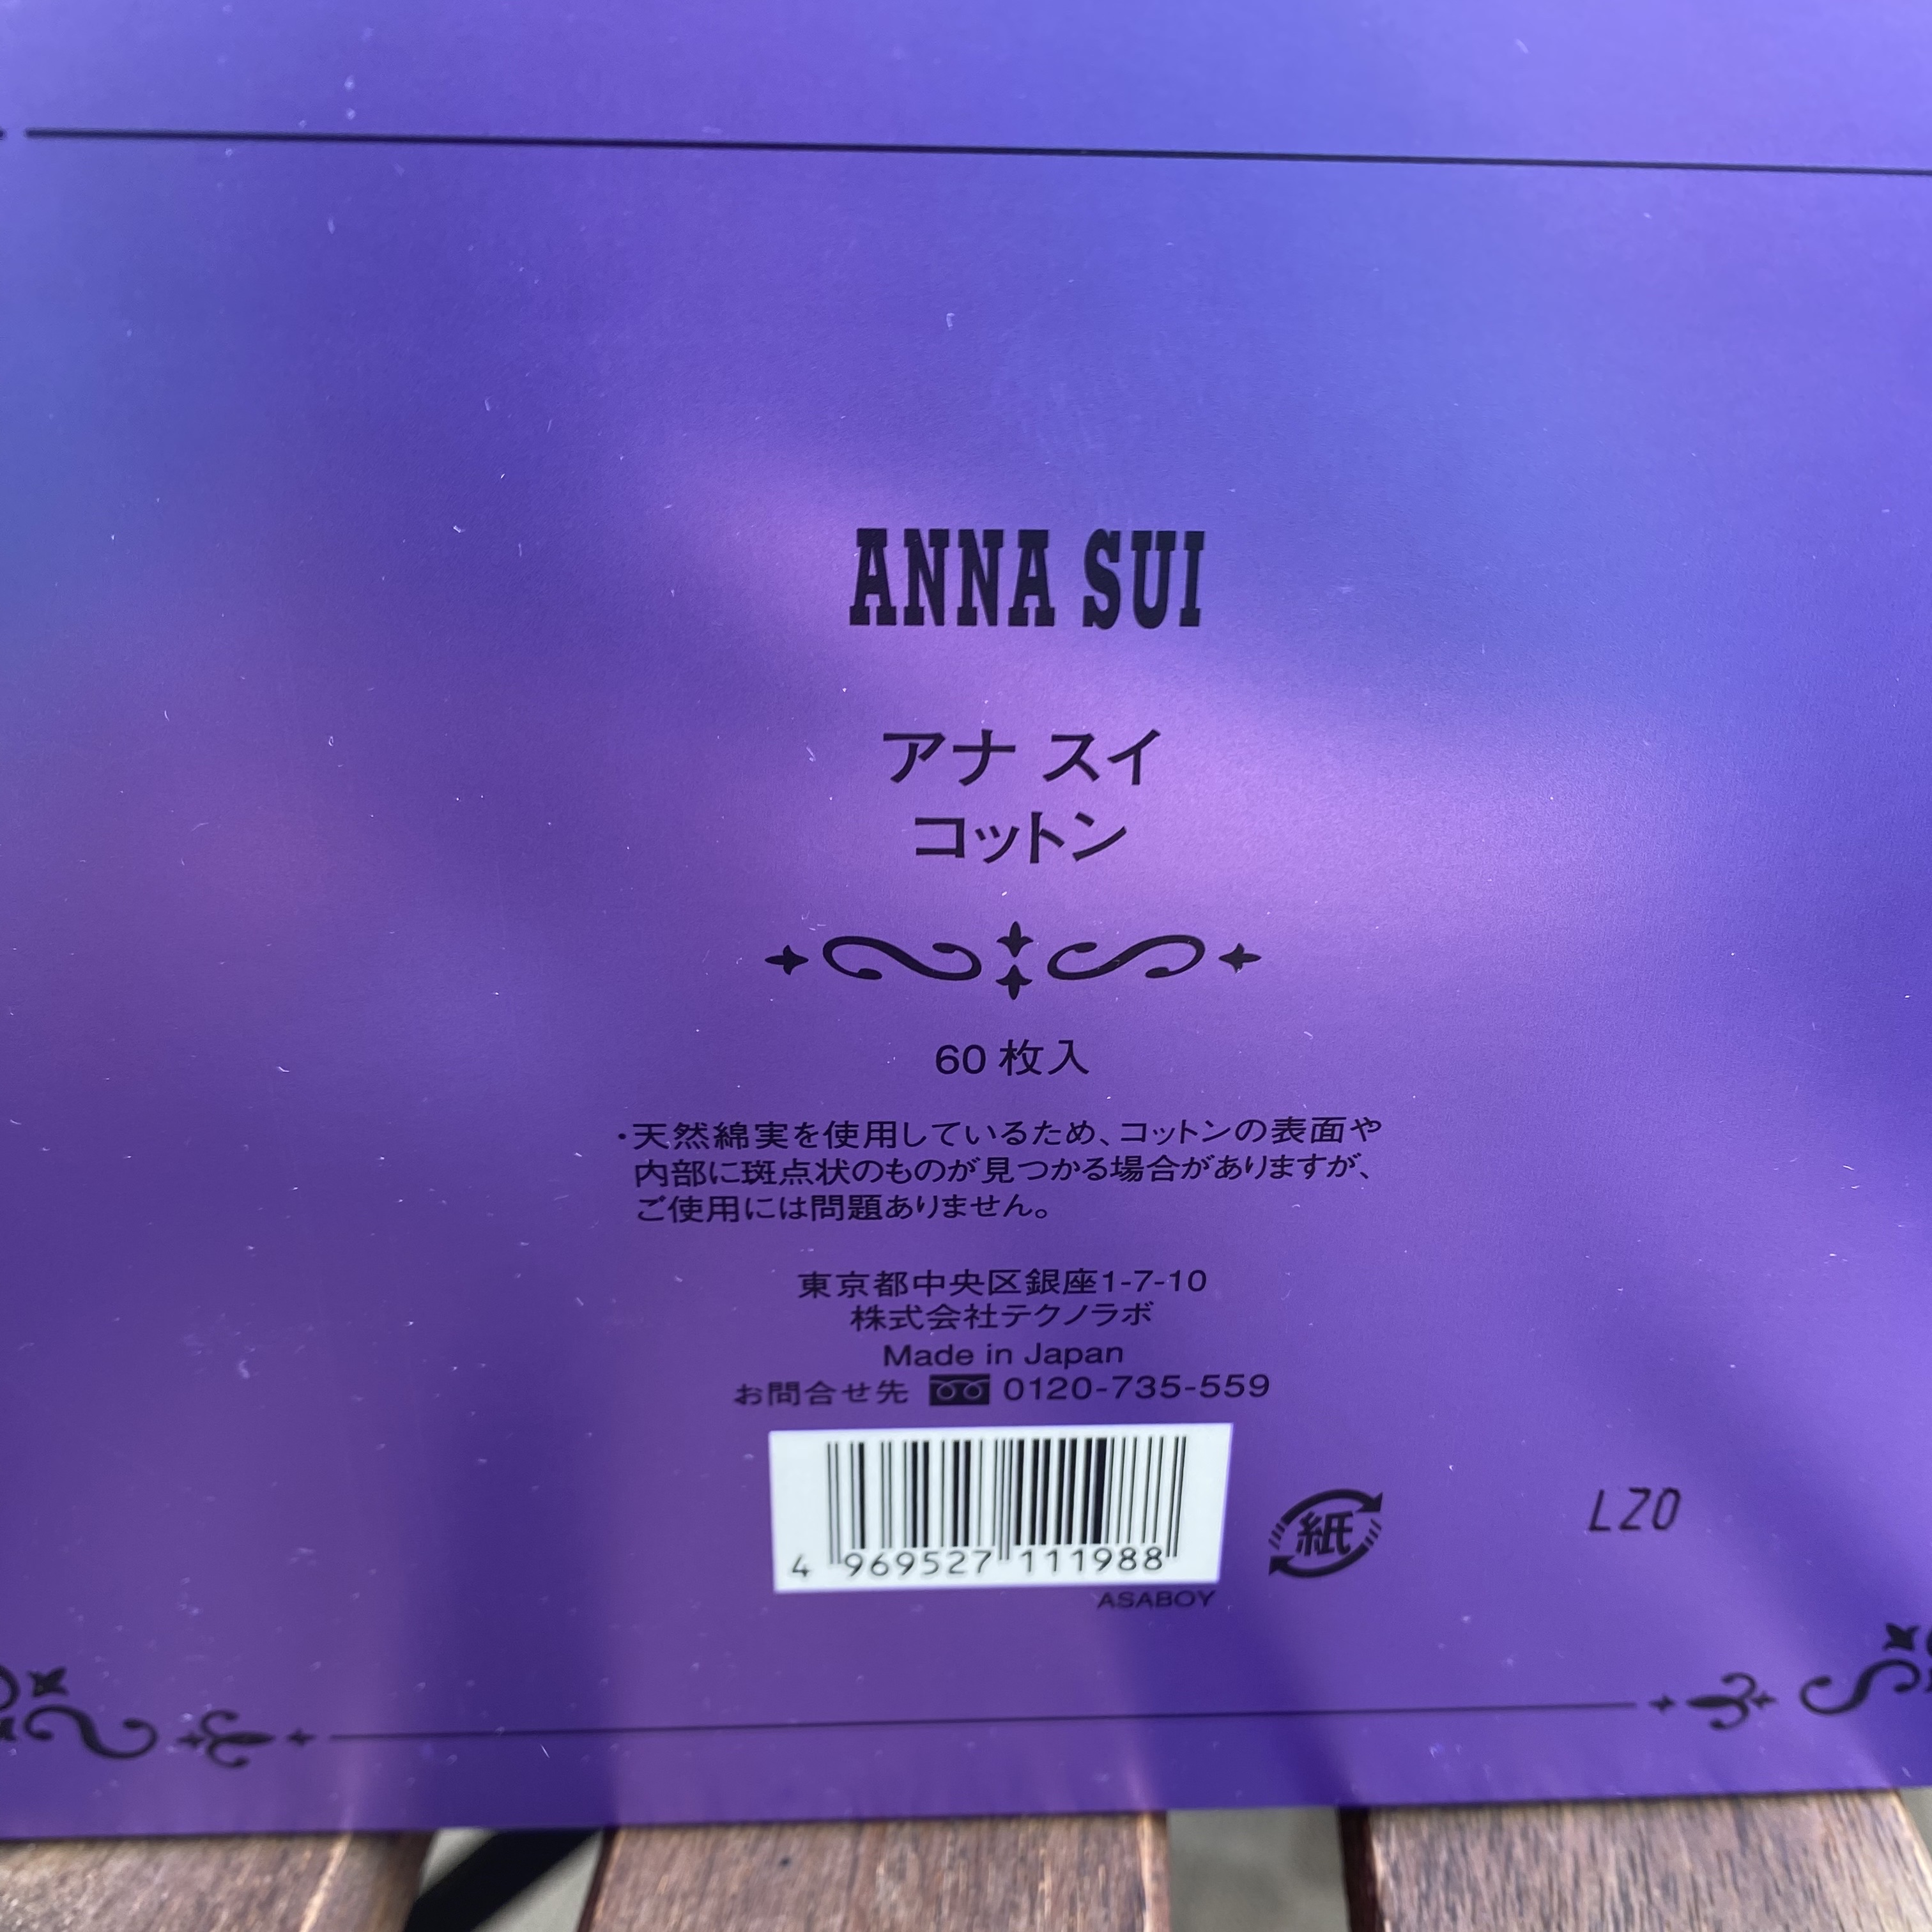 ANNA SUI
アナ スイ
コットン
60 枚入
・天然綿実を使用しているため、コットンの表面や
内部に斑点状のものが見つかる場合がありますが、
ご使用には問題ありません。
東京都中央区銀座1-7-10
株式会社テクノラボ
Made in Japan
お問合せ先 0120-735-559
4 969527 111988
ASABOY
紙
LZ0